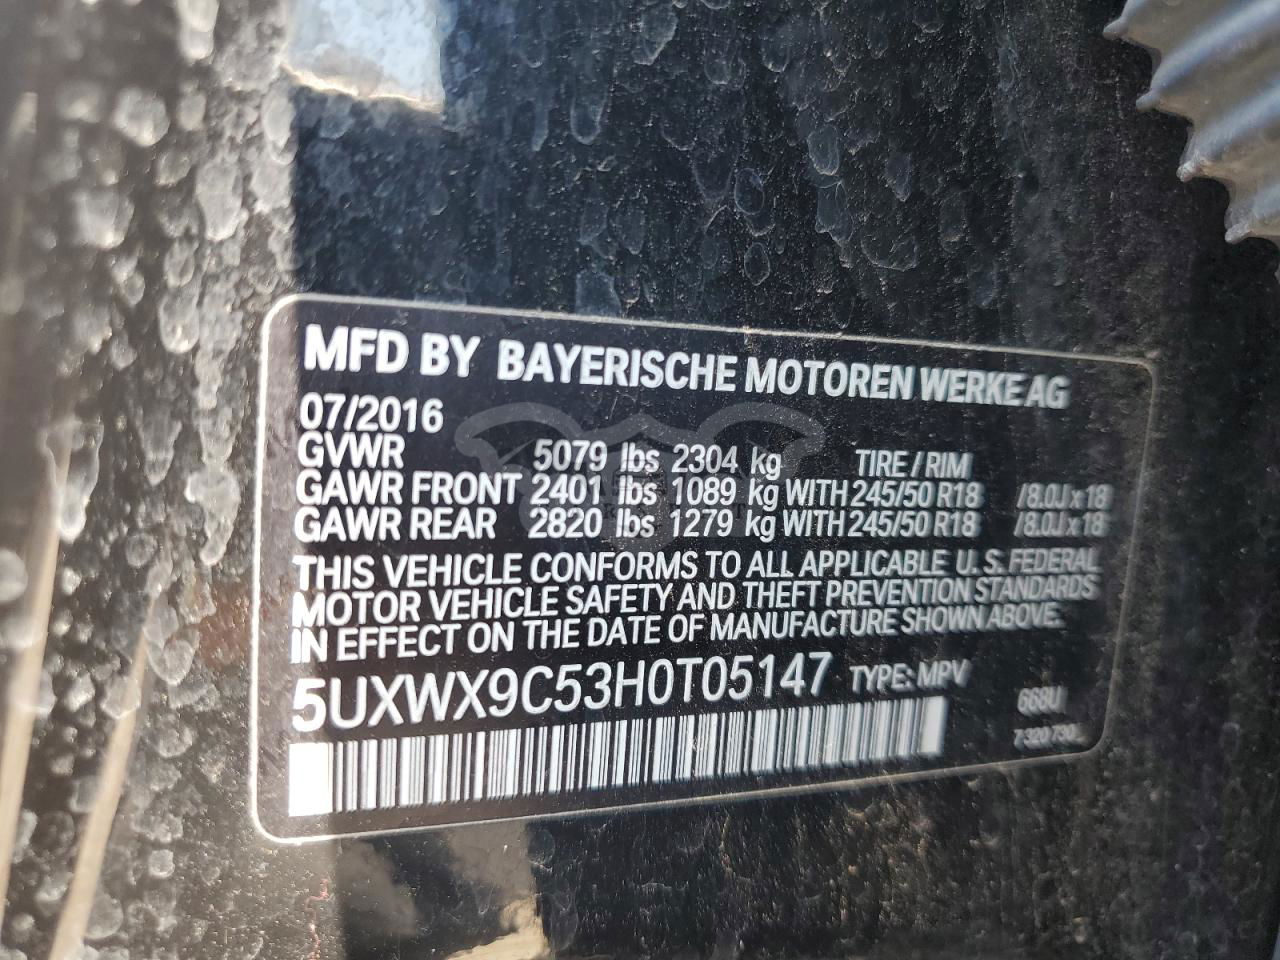 MFD BY BAYERISCHE MOTOREN WERKE AG
07/2016
GVWR 5079 lbs 2304 kg TIRE / RIM
GAWR FRONT 2401 lbs 1089 kg WITH 245/50 R18 /8.0J x 18
GAWR REAR 2820 lbs 1279 kg WITH 245/50 R18 /8.0J x 18
THIS VEHICLE CONFORMS TO ALL APPLICABLE U.S. FEDERAL
MOTOR VEHICLE SAFETY AND THEFT PREVENTION STANDARDS
IN EFFECT ON THE DATE OF MANUFACTURE SHOWN ABOVE.
5UXWX9C53H0T05147 TYPE: MPV
668U